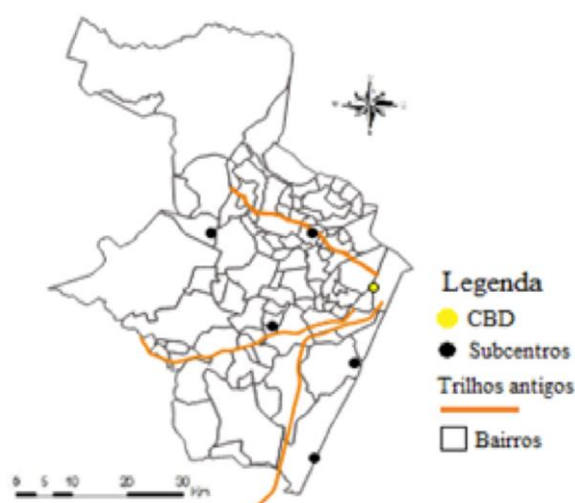 Legenda
CBD
Subcentros
Trilhos antigos
Bairros
0 5 10 20 30
Km